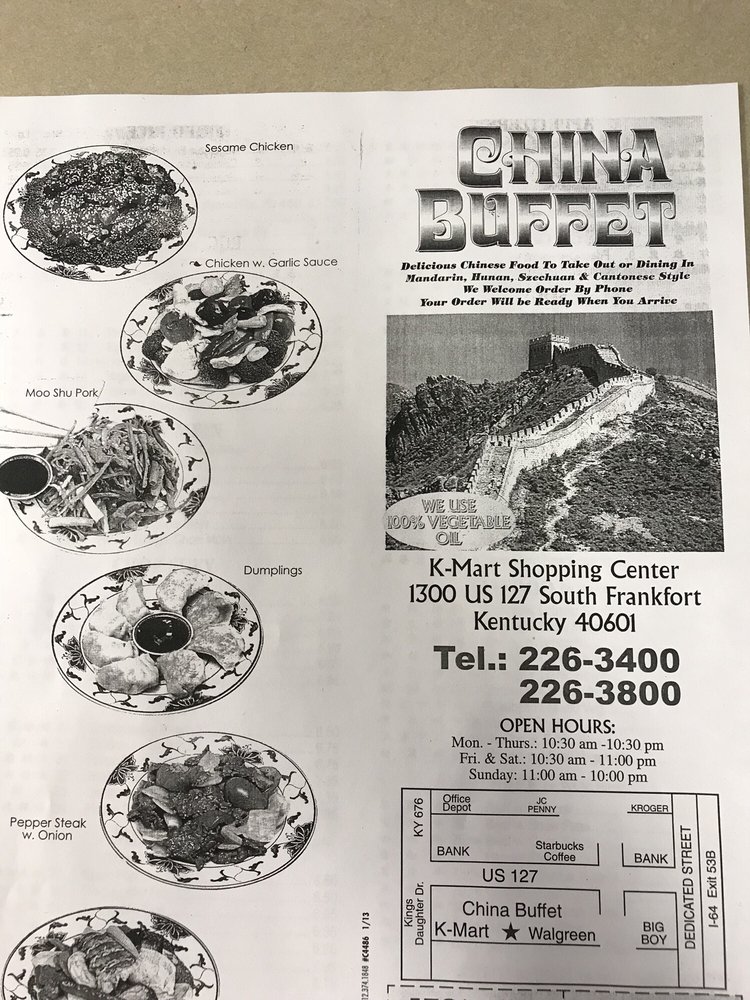 Sesame Chicken
Chicken w. Garlic Sauce
Moo Shu Pork
Dumplings
Pepper Steak
w. Onion
CHINA
BUFFET
Delicious Chinese Food To Take Out or Dining In
Mandarin, Hunan, Szechuan & Cantonese Style
We Welcome Order By Phone
Your Order Will be Ready When You Arrive
WE USE
100% VEGETABLE
OIL
K-Mart Shopping Center
1300 US 127 South Frankfort
Kentucky 40601
Tel.: 226-3400
226-3800
OPEN HOURS:
Mon. - Thurs.: 10:30 am -10:30 pm
Fri. & Sat.: 10:30 am - 11:00 pm
Sunday: 11:00 am - 10:00 pm
KY 676
Office
Depot
JC
PENNY
KROGER
BANK
Starbucks
Coffee
BANK
US 127
Kings
Daughter Dr.
China Buffet
K-Mart ★ Walgreen
BIG
BOY
DEDICATED STREET
I-64 Exit 53B
#C4486 1/13